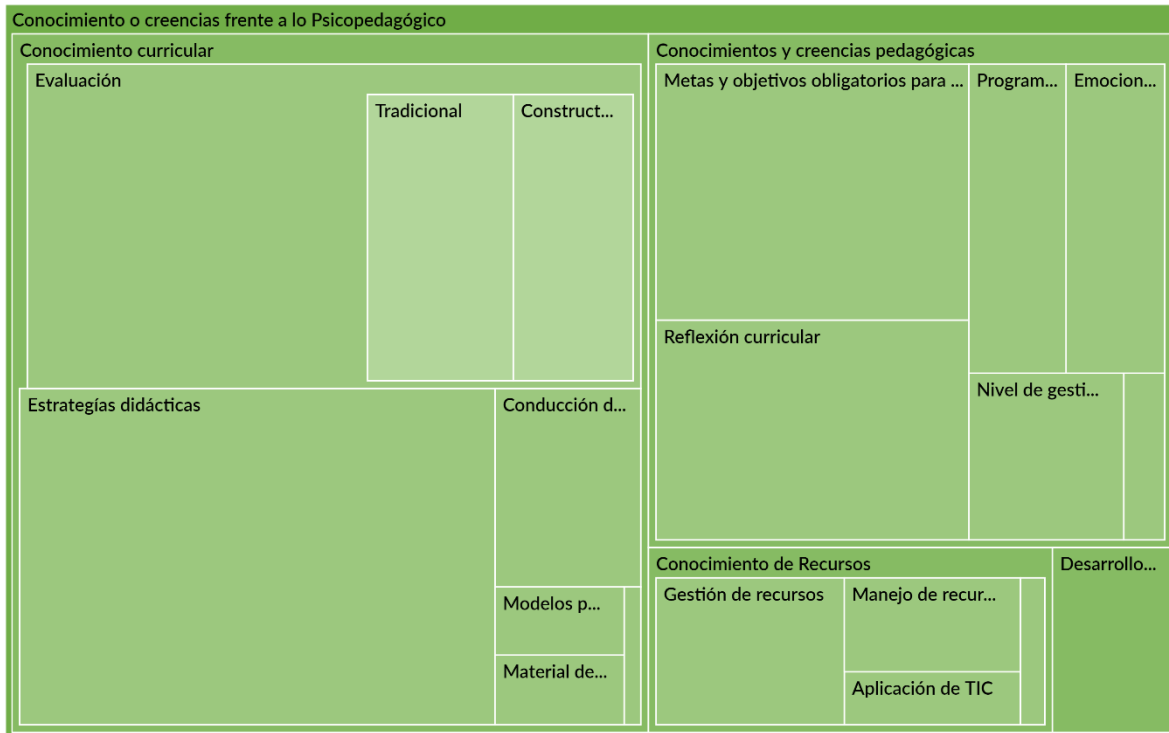 Conocimiento o creencias frente a lo Psicopedagógico
Conocimiento curricular
Evaluación
Tradicional
Construct...
Estrategías didácticas
Conducción d...
Modelos p...
Material de...
Conocimientos y creencias pedagógicas
Metas y objetivos obligatorios para ...
Program...
Emocion...
Reflexión curricular
Nivel de gesti...
Conocimiento de Recursos
Gestión de recursos
Manejo de recur...
Aplicación de TIC
Desarrollo...